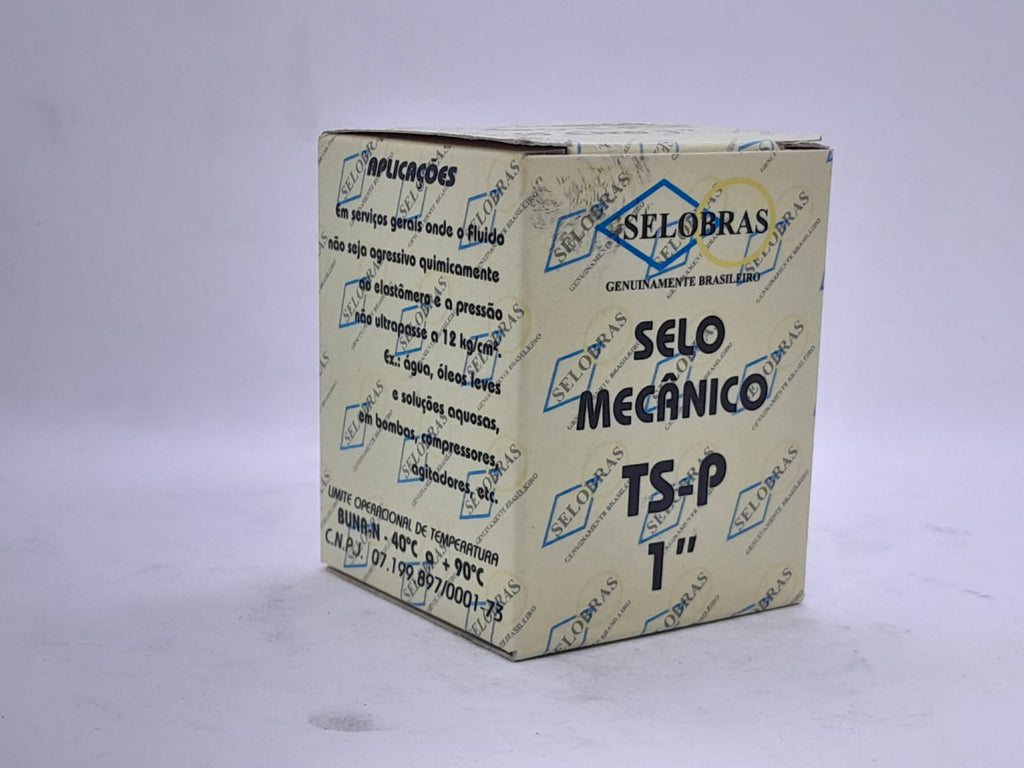 APLICAÇÕES
Em serviços gerais onde o fluido
não seja agressivo quimicamente
ao elastômero e a pressão
não ultrapasse a 12 kg/cm².
Ex.: água, óleos leves
e soluções aquosas,
em bombas, compressores,
agitadores, etc.
LIMITE OPERACIONAL DE TEMPERATURA
BUNA-N - 40°C a + 90°C
C.N.P.J. 07.199.897/0001-73
SELOBRAS
GENUINAMENTE BRASILEIRO
SELO
MECÂNICO
TS-P
1"